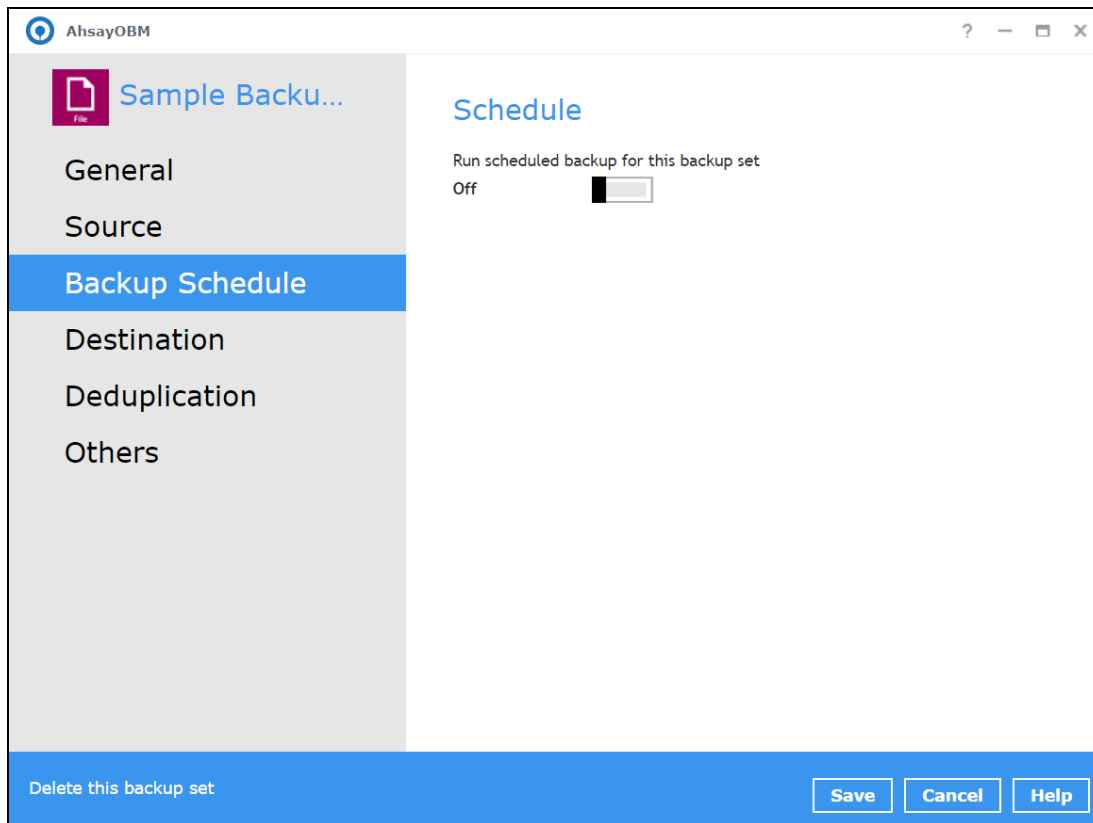 AhsayOBM
?
Sample Backu...
File
General
Source
Backup Schedule
Destination
Deduplication
Others
Schedule
Run scheduled backup for this backup set
Off
Delete this backup set
Save
Cancel
Help